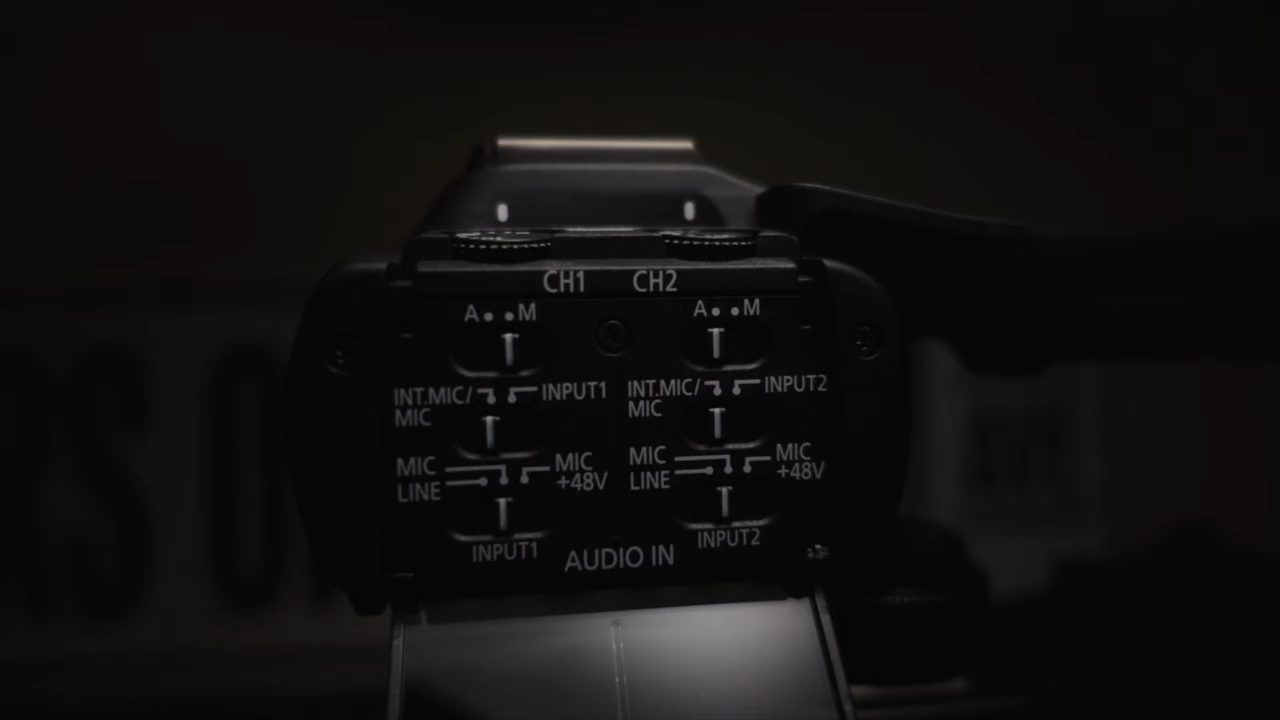 CH1 CH2
A M A M
INT.MIC/ INPUT1 INT.MIC/ INPUT2
MIC MIC
MIC MIC MIC MIC
LINE +48V LINE +48V
INPUT1 AUDIO IN INPUT2